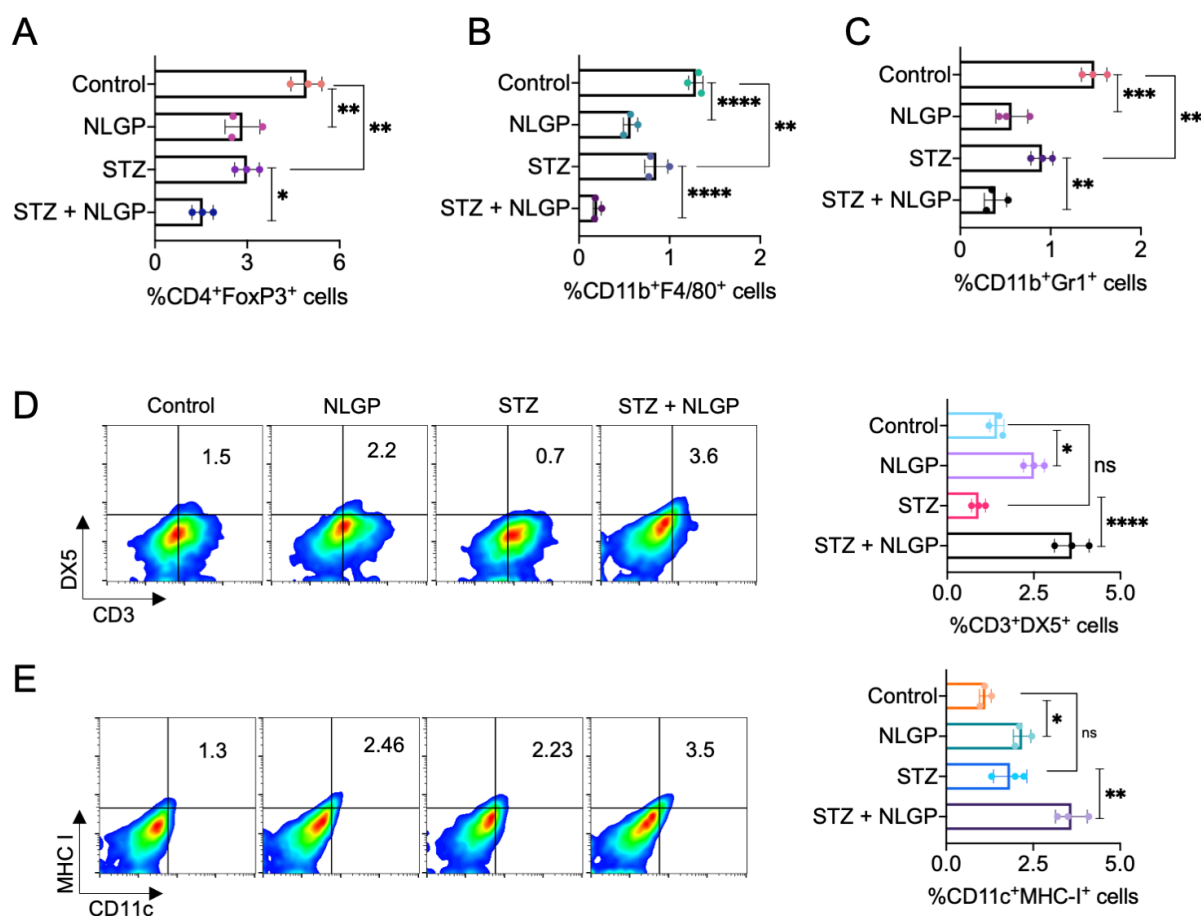 A
Control
NLGP
STZ
STZ + NLGP
**
**
*
0 3 6
%CD4⁺FoxP3⁺ cells
B
Control
NLGP
STZ
STZ + NLGP
****
**
****
0 1 2
%CD11b⁺F4/80⁺ cells
C
Control
NLGP
STZ
STZ + NLGP
***
**
**
0 1 2
%CD11b⁺Gr1⁺ cells
D
Control NLGP STZ STZ + NLGP
1.5 2.2 0.7 3.6
DX5
CD3
Control
NLGP
STZ
STZ + NLGP
*
ns
****
0.0 2.5 5.0
%CD3⁺DX5⁺ cells
E
1.3 2.46 2.23 3.5
MHC I
CD11c
Control
NLGP
STZ
STZ + NLGP
*
ns
**
0.0 2.5 5.0
%CD11c⁺MHC-I⁺ cells